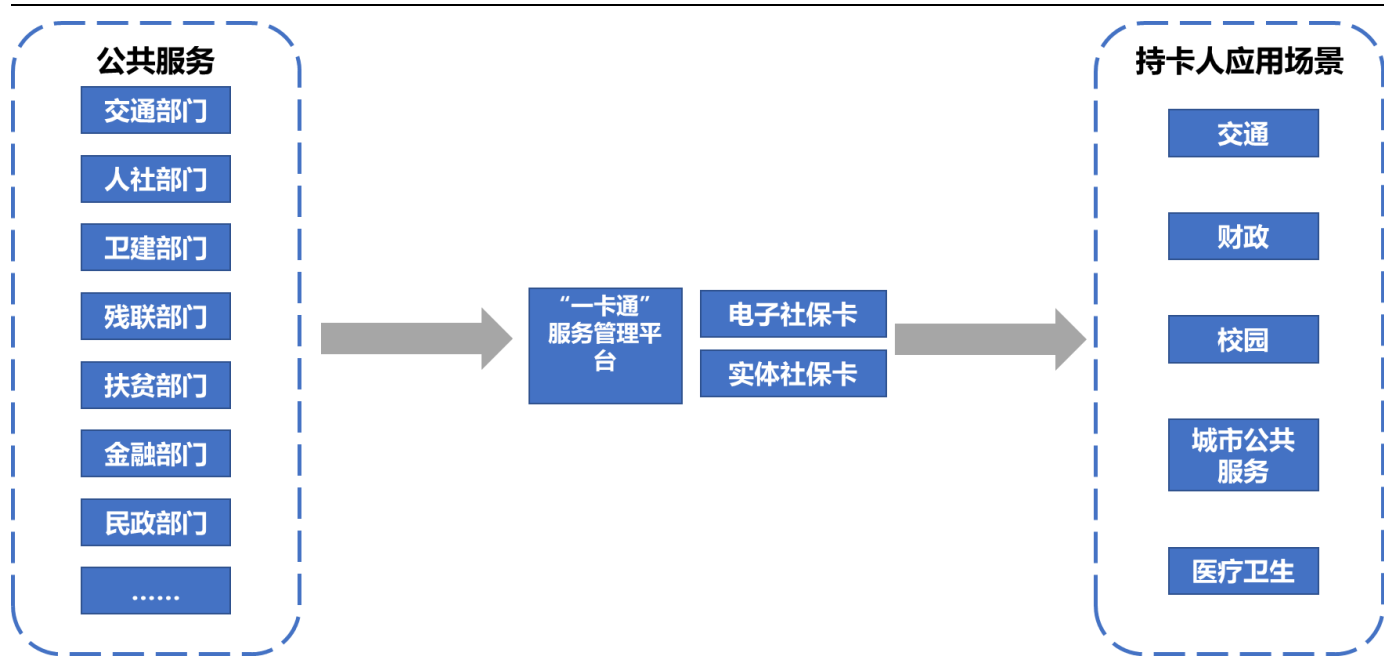 公共服务
交通部门
人社部门
卫建部门
残联部门
扶贫部门
金融部门
民政部门
……
“一卡通”
服务管理平
台
电子社保卡
实体社保卡
持卡人应用场景
交通
财政
校园
城市公共
服务
医疗卫生